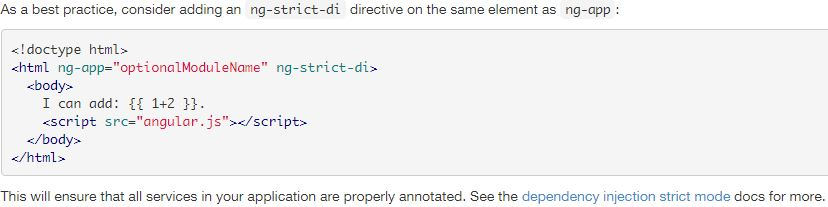 As a best practice, consider adding an ng-strict-di directive on the same element as ng-app :
<!doctype html>
<html ng-app="optionalModuleName" ng-strict-di>
  <body>
    I can add: {{ 1+2 }}.
    <script src="angular.js"></script>
  </body>
</html>
This will ensure that all services in your application are properly annotated. See the dependency injection strict mode docs for more.